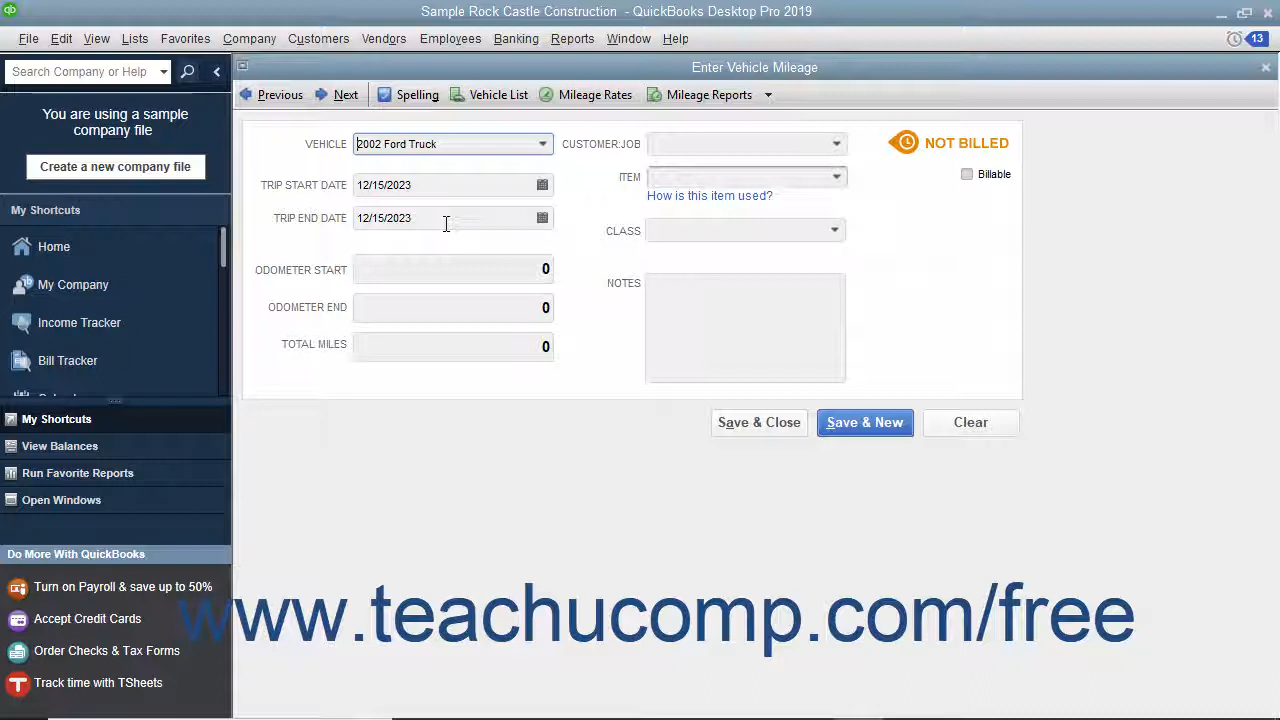 Sample Rock Castle Construction - QuickBooks Desktop Pro 2019
File Edit View Lists Favorites Company Customers Vendors Employees Banking Reports Window Help 13
Search Company or Help
Enter Vehicle Mileage
Previous Next Spelling Vehicle List Mileage Rates Mileage Reports
You are using a sample
company file
Create a new company file
My Shortcuts
Home
My Company
Income Tracker
Bill Tracker
My Shortcuts
View Balances
Run Favorite Reports
Open Windows
Do More With QuickBooks
Turn on Payroll & save up to 50%
Accept Credit Cards
Order Checks & Tax Forms
Track time with TSheets
VEHICLE 2002 Ford Truck
TRIP START DATE 12/15/2023
TRIP END DATE 12/15/2023
ODOMETER START 0
ODOMETER END 0
TOTAL MILES 0
CUSTOMER:JOB
ITEM
How is this item used?
CLASS
NOTES
NOT BILLED
Billable
Save & Close Save & New Clear
www.teachucomp.com/free